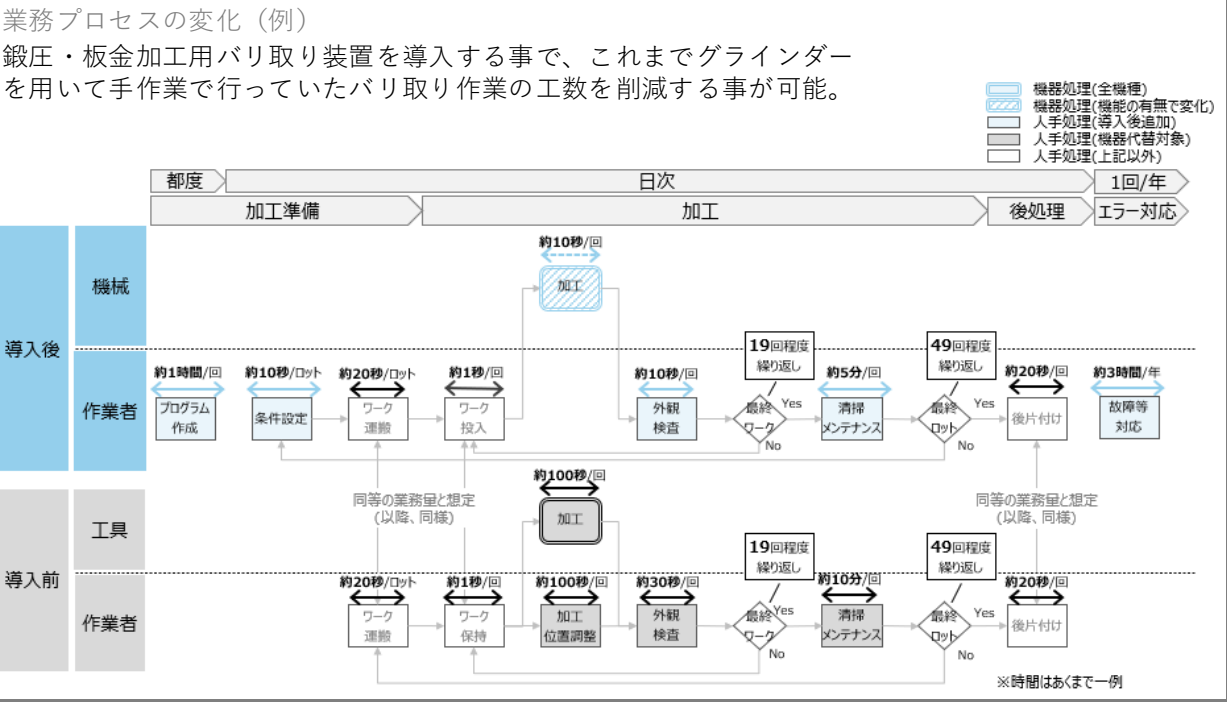 業務プロセスの変化（例）
鍛圧・板金加工用バリ取り装置を導入する事で、これまでグラインダー
を用いて手作業で行っていたバリ取り作業の工数を削減する事が可能。
機器処理(全機種)
機器処理(機能の有無で変化)
人手処理(導入後追加)
人手処理(機器代替対象)
人手処理(上記以外)
都度
日次
1回/年
加工準備
加工
後処理
エラー対応
導入後
機械
約10秒/回
加工
作業者
約1時間/回
プログラム
作成
約10秒/ロット
条件設定
約20秒/ロット
ワーク
運搬
約1秒/回
ワーク
投入
約10秒/回
外観
検査
19回程度
繰り返し
最終
ワーク
Yes
No
約5分/回
清掃
メンテナンス
49回程度
繰り返し
最終
ロット
Yes
No
約20秒/回
後片付け
約3時間/年
故障等
対応
同等の業務量と想定
(以降、同様)
同等の業務量と想定
(以降、同様)
導入前
工具
約100秒/回
加工
作業者
約20秒/ロット
ワーク
運搬
約1秒/回
ワーク
保持
約100秒/回
加工
位置調整
約30秒/回
外観
検査
19回程度
繰り返し
最終
ワーク
Yes
No
約10分/回
清掃
メンテナンス
49回程度
繰り返し
最終
ロット
Yes
No
約20秒/回
後片付け
※時間はあくまで一例